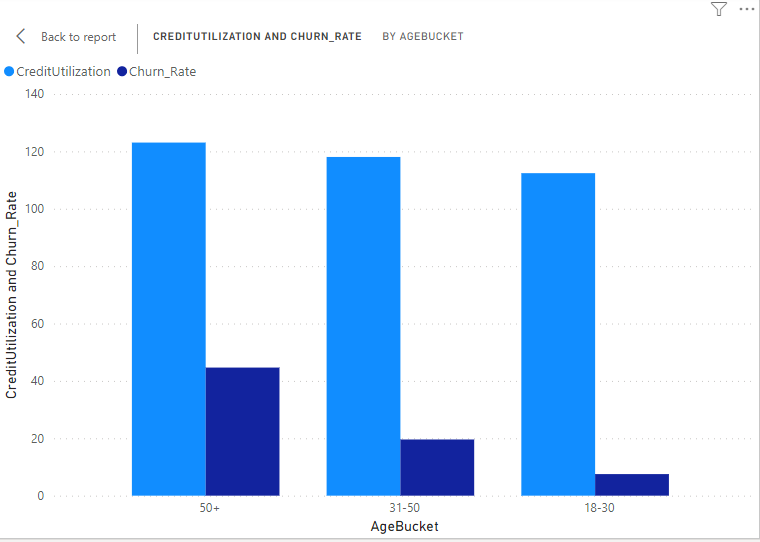 Back to report
CREDITUTILIZATION AND CHURN_RATE BY AGEBUCKET
CreditUtilization Churn_Rate
140
120
100
80
60
40
20
0
CreditUtilization and Churn_Rate
50+ 31-50 18-30
AgeBucket